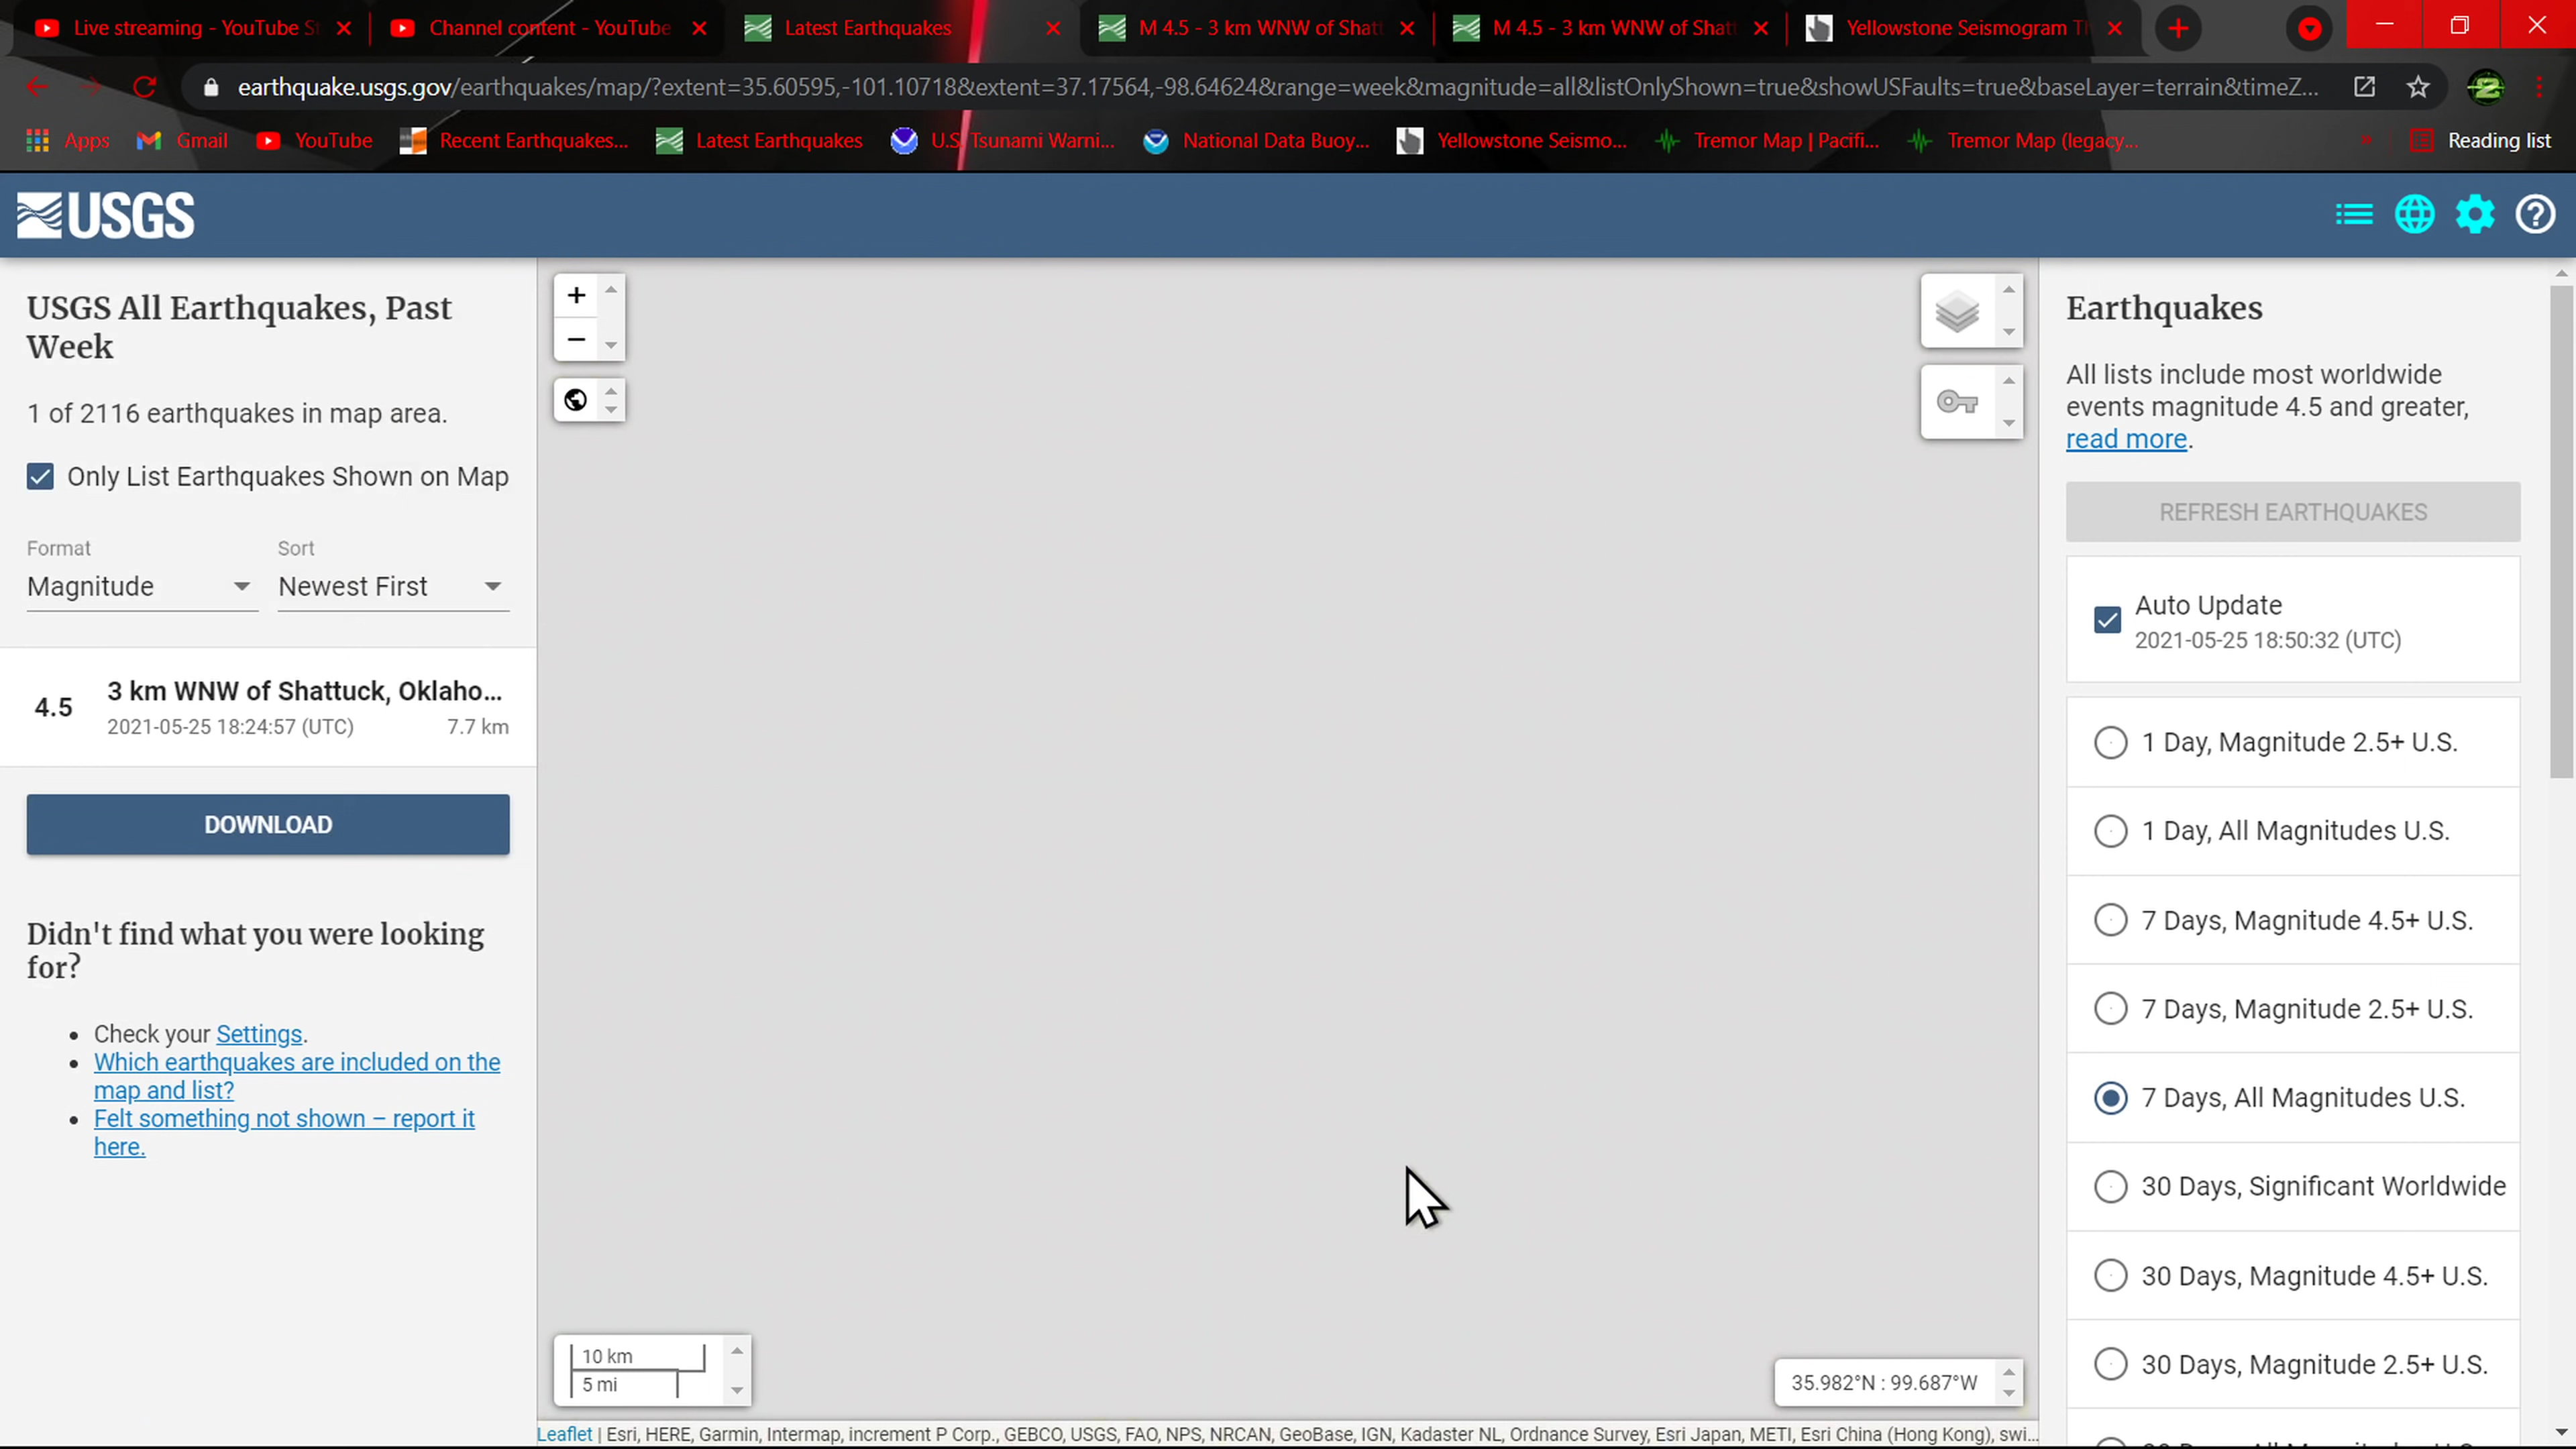 Live streaming - YouTube S
Channel content - YouTube
Latest Earthquakes
M 4.5 - 3 km WNW of Shatt
M 4.5 - 3 km WNW of Shatt
Yellowstone Seismogram Th
earthquake.usgs.gov/earthquakes/map/?extent=35.60595,-101.10718&extent=37.17564,-98.64624&range=week&magnitude=all&listOnlyShown=true&showUSFaults=true&baseLayer=terrain&timeZ...
Apps
Gmail
YouTube
Recent Earthquakes...
Latest Earthquakes
U.S. Tsunami Warni...
National Data Buoy...
Yellowstone Seismo...
Tremor Map | Pacifi...
Tremor Map (legacy...
Reading list
USGS
USGS All Earthquakes, Past
Week
1 of 2116 earthquakes in map area.
Only List Earthquakes Shown on Map
Format
Sort
Magnitude
Newest First
4.5
3 km WNW of Shattuck, Oklaho...
2021-05-25 18:24:57 (UTC)
7.7 km
DOWNLOAD
Didn't find what you were looking
for?
Check your Settings.
Which earthquakes are included on the
map and list?
Felt something not shown – report it
here.
+
−
10 km
5 mi
35.982°N : 99.687°W
Leaflet | Esri, HERE, Garmin, Intermap, increment P Corp., GEBCO, USGS, FAO, NPS, NRCAN, GeoBase, IGN, Kadaster NL, Ordnance Survey, Esri Japan, METI, Esri China (Hong Kong), swi...
Earthquakes
All lists include most worldwide
events magnitude 4.5 and greater,
read more.
REFRESH EARTHQUAKES
Auto Update
2021-05-25 18:50:32 (UTC)
1 Day, Magnitude 2.5+ U.S.
1 Day, All Magnitudes U.S.
7 Days, Magnitude 4.5+ U.S.
7 Days, Magnitude 2.5+ U.S.
7 Days, All Magnitudes U.S.
30 Days, Significant Worldwide
30 Days, Magnitude 4.5+ U.S.
30 Days, Magnitude 2.5+ U.S.